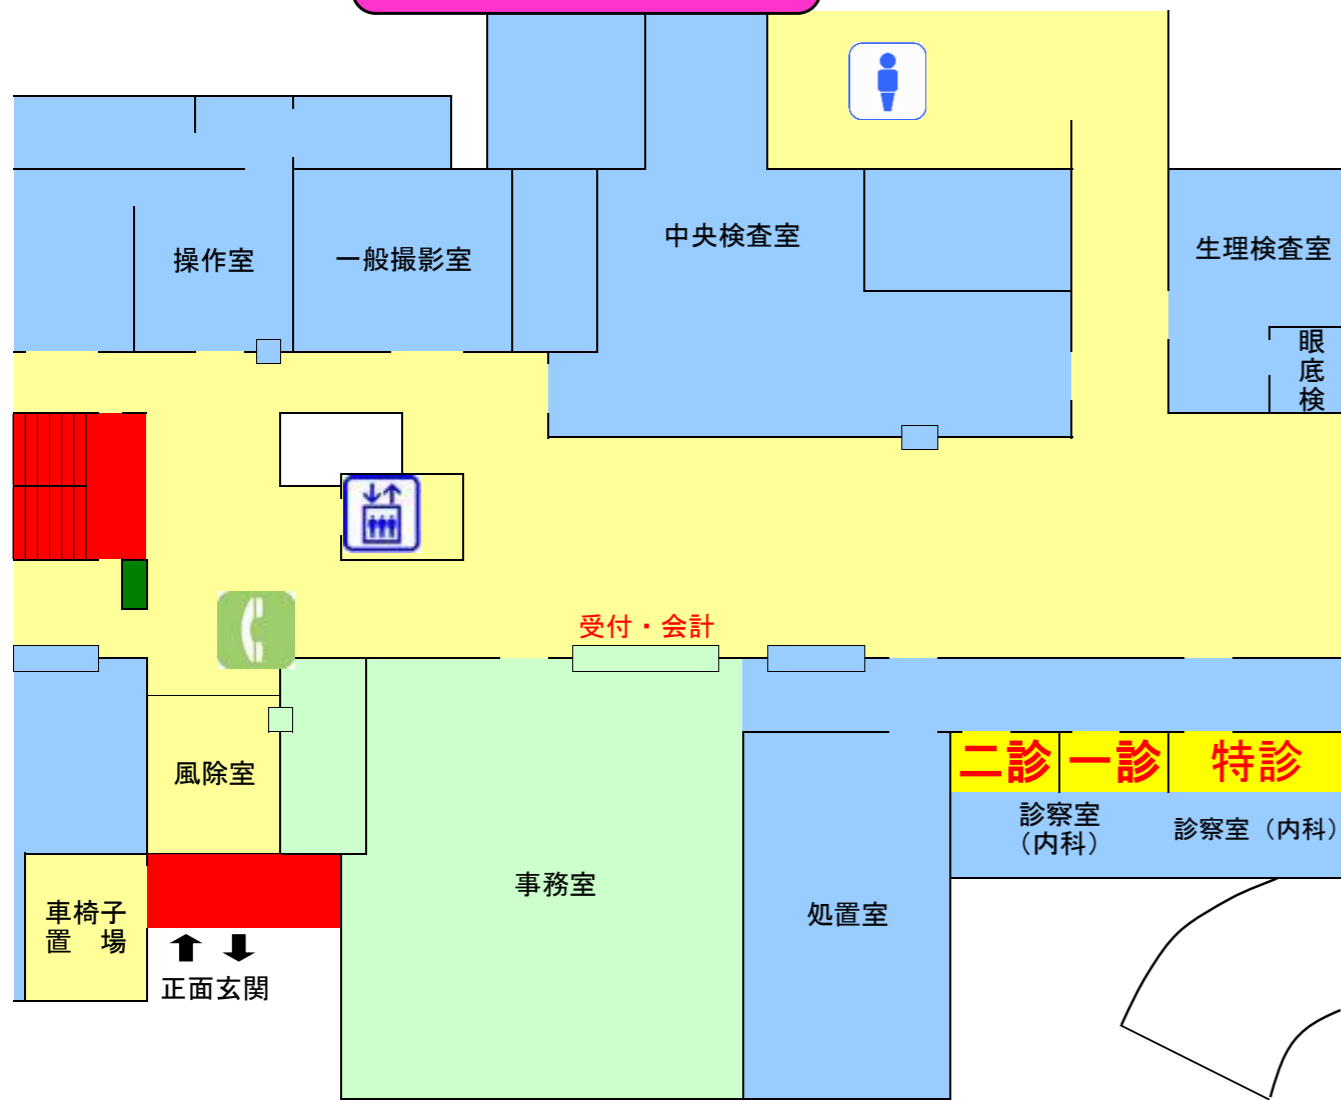 中央検査室
操作室
一般撮影室
生理検査室
眼
底
検
受付・会計
風除室
二診
一診
特診
診察室
（内科）
診察室（内科）
事務室
処置室
車椅子
置　場
正面玄関